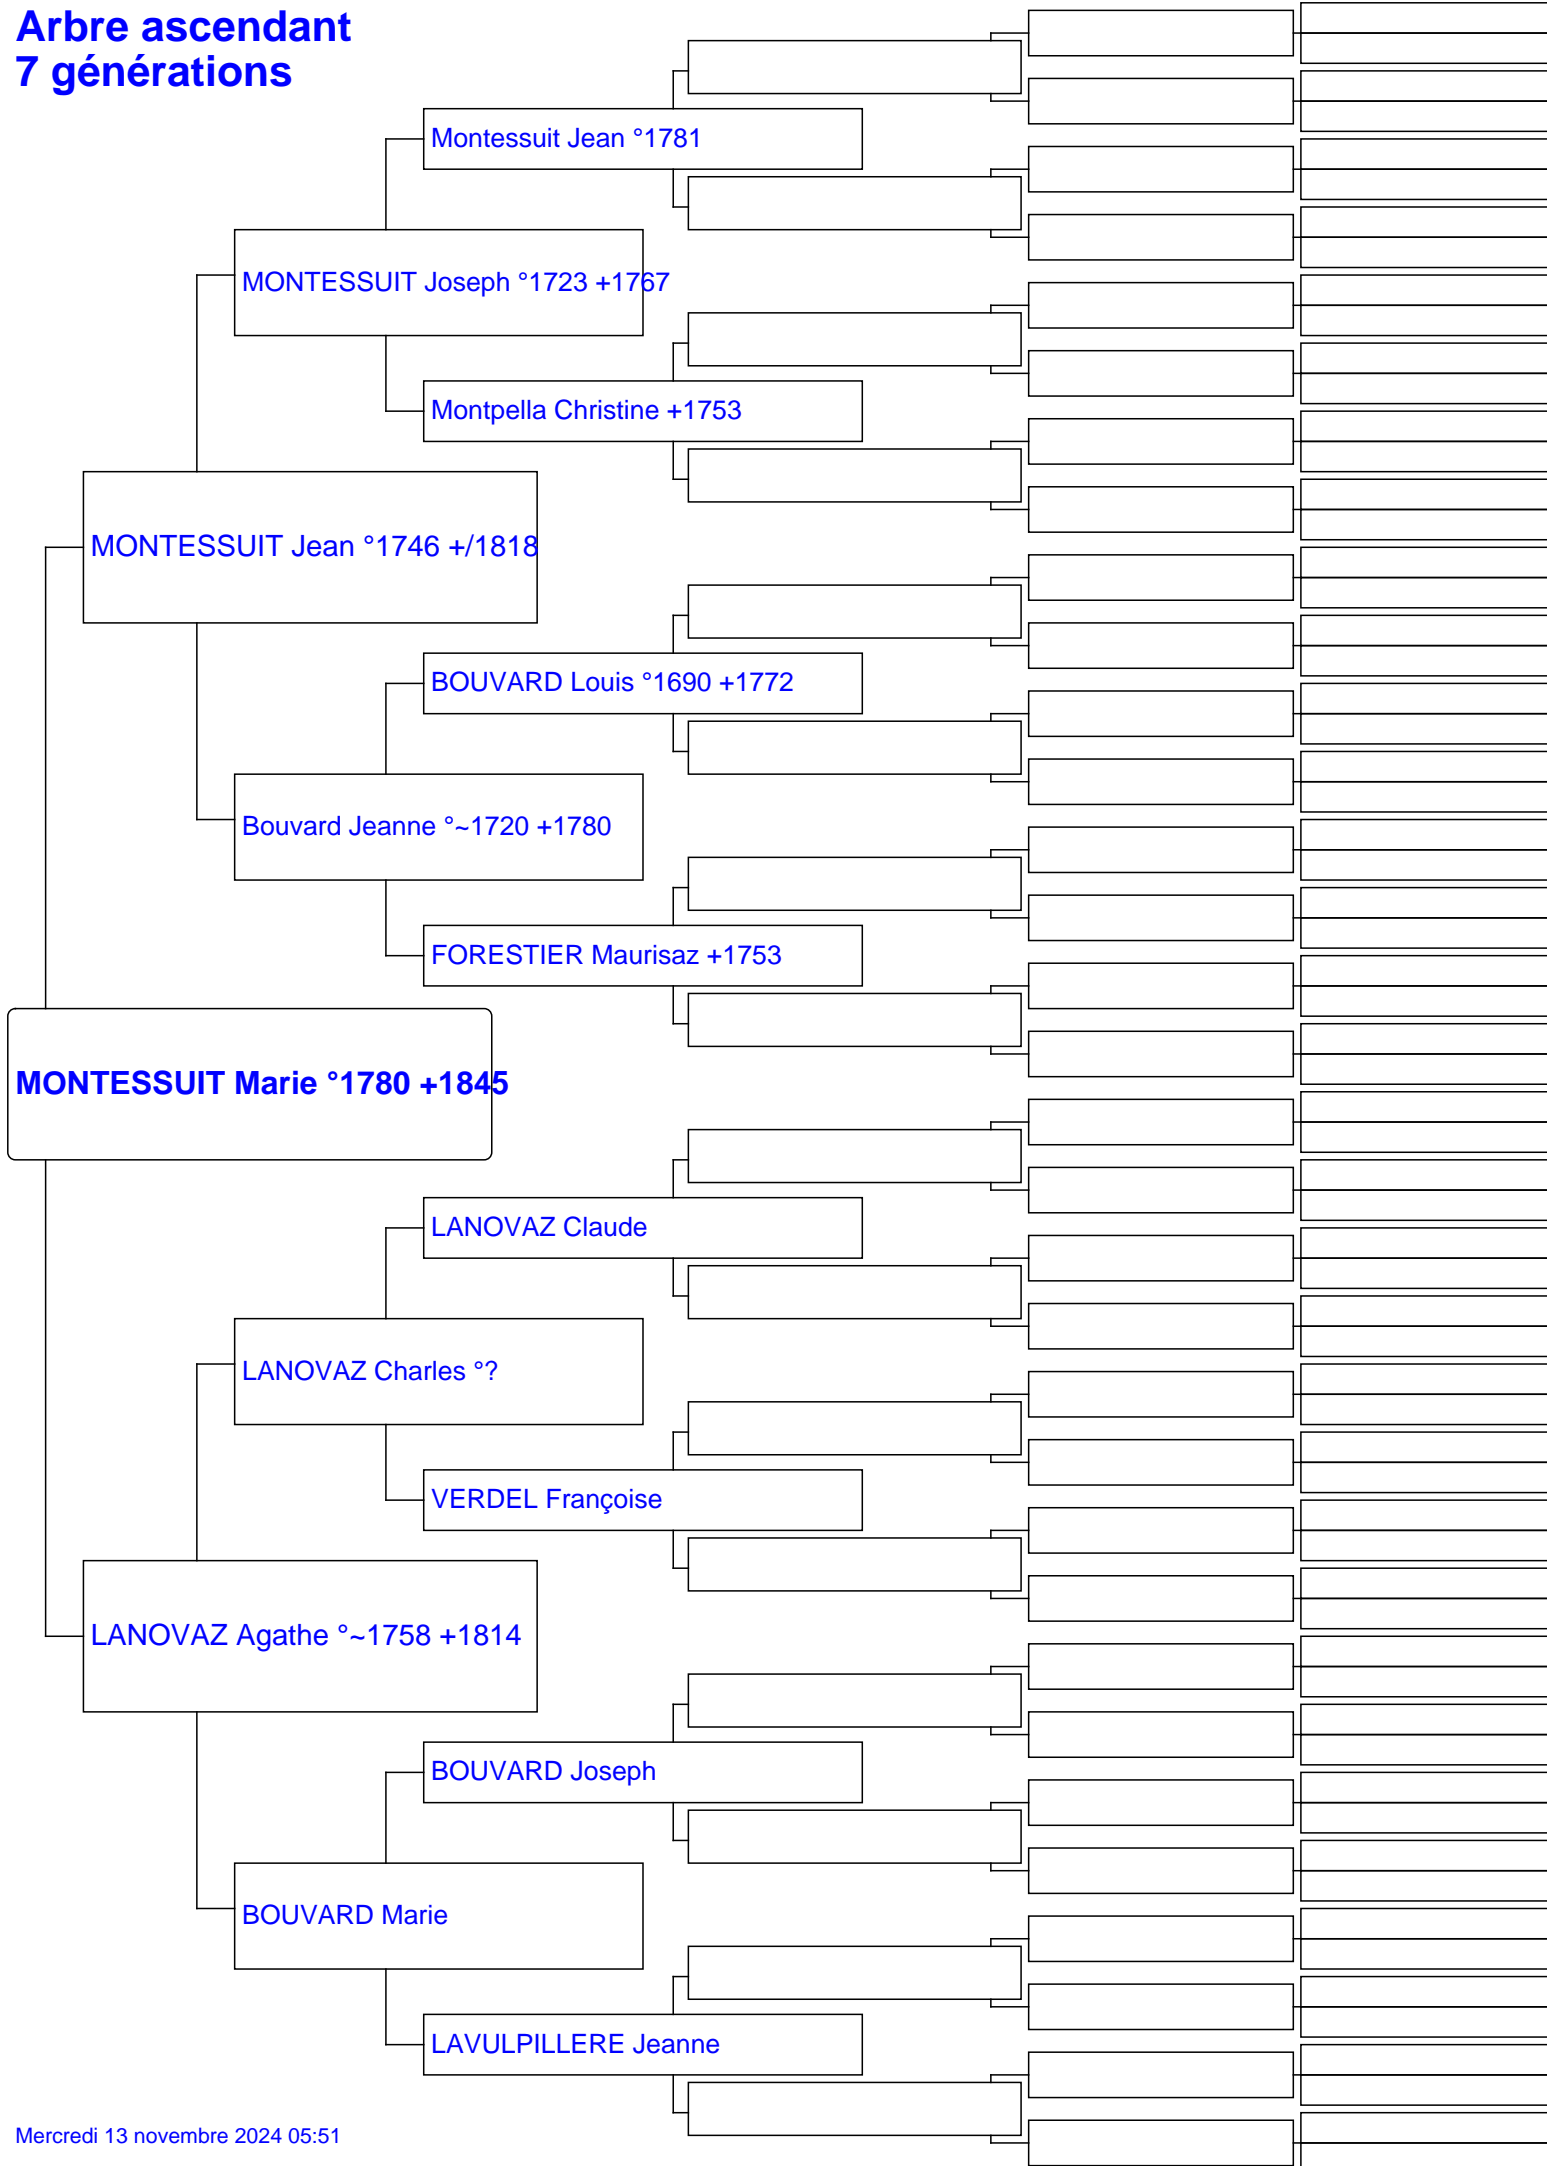 Arbre ascendant
7 générations
Montessuit Jean °1781
MONTESSUIT Joseph °1723 +1767
Montpella Christine +1753
MONTESSUIT Jean °1746 +/1818
BOUVARD Louis °1690 +1772
Bouvard Jeanne °~1720 +1780
FORESTIER Maurisaz +1753
MONTESSUIT Marie °1780 +1845
LANOVAZ Claude
LANOVAZ Charles °?
VERDEL Françoise
LANOVAZ Agathe °~1758 +1814
BOUVARD Joseph
BOUVARD Marie
LAVULPILLERE Jeanne
Mercredi 13 novembre 2024 05:51